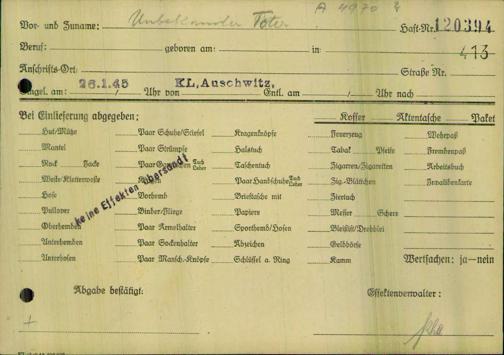 A 4970
Vor- und Zuname: Unbekannter Toter Haft-Nr. 120394
Beruf: geboren am: in 413
Anschrifts-Ort: Straße Nr.
Eingel. am: 26.1.45 Uhr von KL. Auschwitz. Entl. am: Uhr nach
Bei Einlieferung abgegeben: Koffer Aktentasche Paket
Hut/Mütze Paar Schuhe/Stiefel Kragenknöpfe Feuerzeug Wehrpaß
Mantel Paar Strümpfe Halstuch Tabak Pfeife Fremdenpaß
Rock Jacke Paar Gamaschen Tuch Leder Taschentuch Zigarren/Zigaretten Arbeitsbuch
Weste/Kletterweste Kragen Paar Handschuhe Tuch Leder Zig.-Blättchen Invalidenkarte
Hose Vorhemd Brieftasche mit Ziertuch
Pullover Binder/Fliege Papiere Messer Schere
Oberhemden Paar Aermelhalter Sporthemd/Hosen Bleistift/Drehblei
Unterhemden Paar Sockenhalter Abzeichen Geldbörse
Unterhosen Paar Mansch.-Knöpfe Schlüssel a. Ring Kamm Wertsachen: ja—nein
keine Effekten übersandt
Abgabe bestätigt: Effektenverwalter: